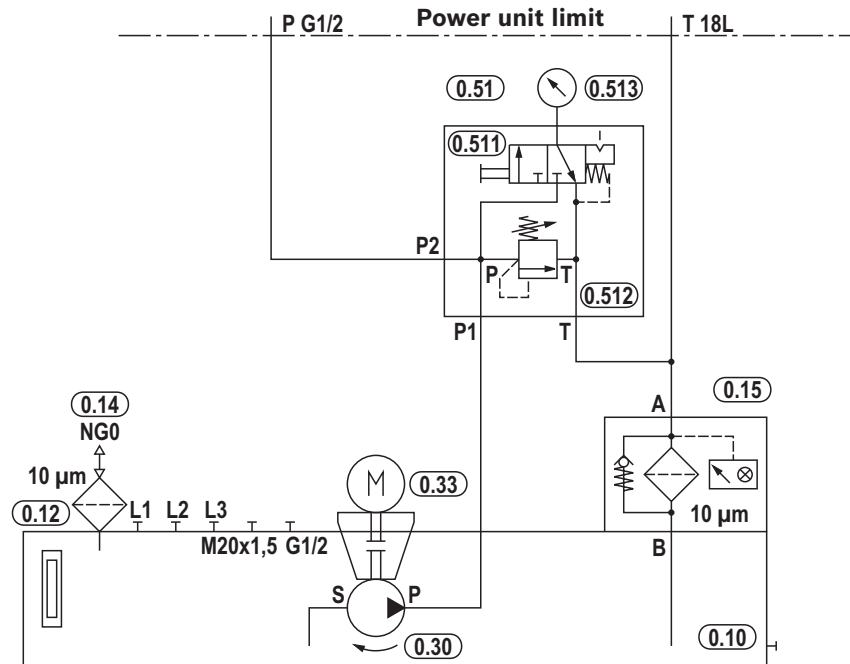 P G1/2
Power unit limit
T 18L
0.51
0.513
0.511
P2
P
T
0.512
P1
T
0.14
NG0
A
0.15
10 µm
M
0.33
0.12
L1
L2
L3
10 µm
M20x1,5
G1/2
B
S
P
0.30
0.10